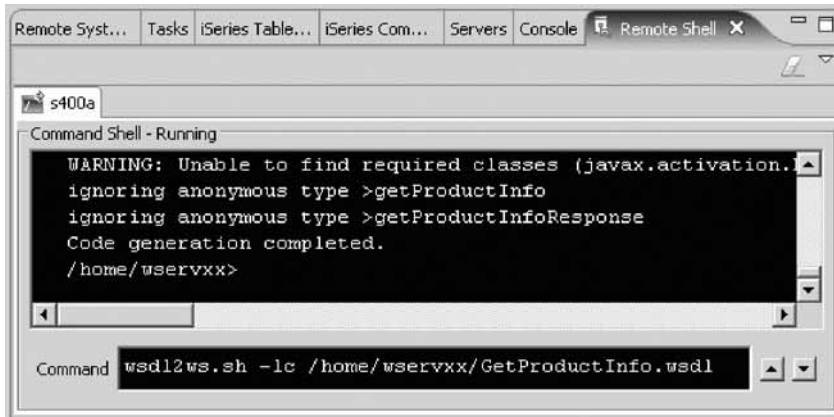 Remote Syst... Tasks iSeries Table... iSeries Com... Servers Console Remote Shell
s400a
Command Shell - Running
WARNING: Unable to find required classes (javax.activation.
ignoring anonymous type >getProductInfo
ignoring anonymous type >getProductInfoResponse
Code generation completed.
/home/wservxx>
Command wsdl2ws.sh -lc /home/wservxx/GetProductInfo.wsdl